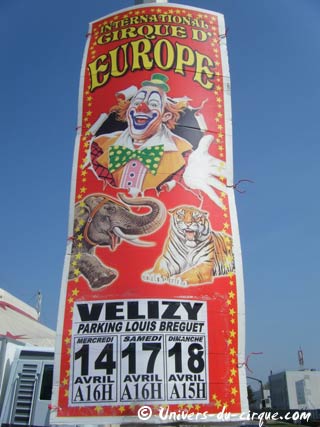 INTERNATIONAL
CIRQUE D'
EUROPE
VELIZY
PARKING LOUIS BREGUET
MERCREDI
14
AVRIL
A16H
SAMEDI
17
AVRIL
A16H
DIMANCHE
18
AVRIL
A15H
© Univers-du-cirque.com